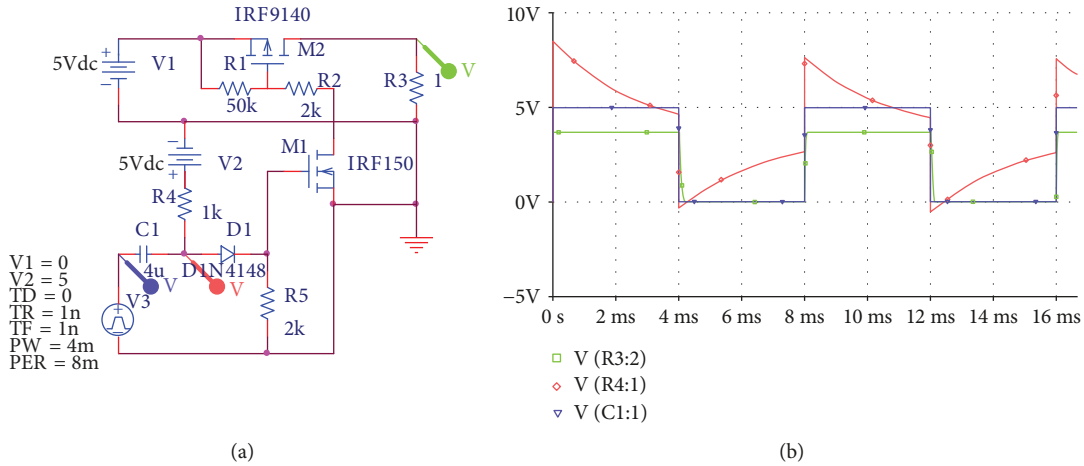 IRF9140
5Vdc
+
−
V1
R1
M2
R2
R3
1
V
50k
2k
−
5Vdc
+
V2
M1
IRF150
R4
1k
C1
D1
4u
V
D1N4148
V
V3
R5
2k
V1 = 0
V2 = 5
TD = 0
TR = 1n
TF = 1n
PW = 4m
PER = 8m
(a)
10V
5V
0V
−5V
0 s
2 ms
4 ms
6 ms
8 ms
10 ms
12 ms
14 ms
16 ms
V (R3:2)
V (R4:1)
V (C1:1)
(b)